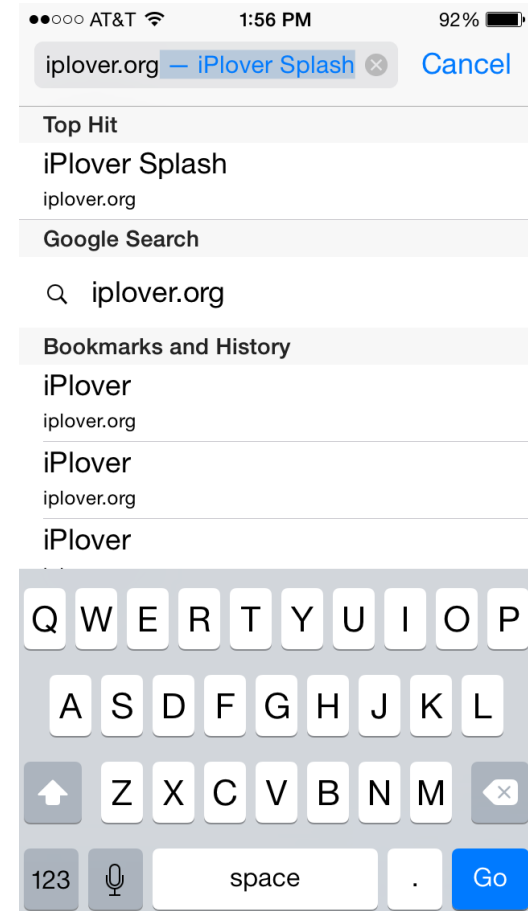 AT&T 1:56 PM 92%
iplover.org — iPlover Splash Cancel
Top Hit
iPlover Splash
iplover.org
Google Search
iplover.org
Bookmarks and History
iPlover
iplover.org
iPlover
iplover.org
iPlover
Q W E R T Y U I O P
A S D F G H J K L
Z X C V B N M
123 space . Go